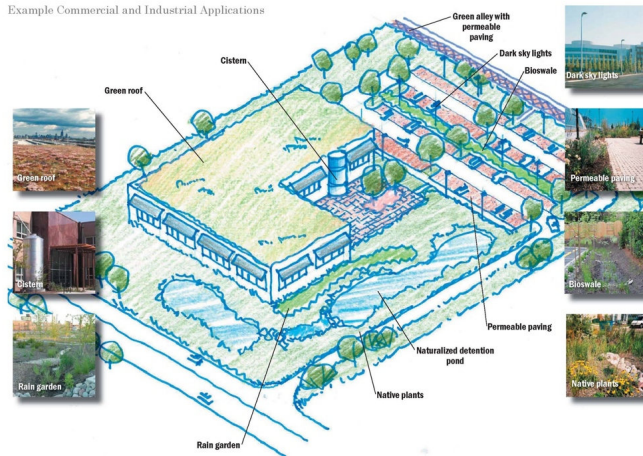 Example Commercial and Industrial Applications
Green alley with
permeable
paving
Dark sky lights
Cistern
Bioswale
Green roof
Dark sky lights
Green roof
Permeable paving
Cistern
Bioswale
Permeable paving
Naturalized detention
pond
Rain garden
Native plants
Native plants
Rain garden